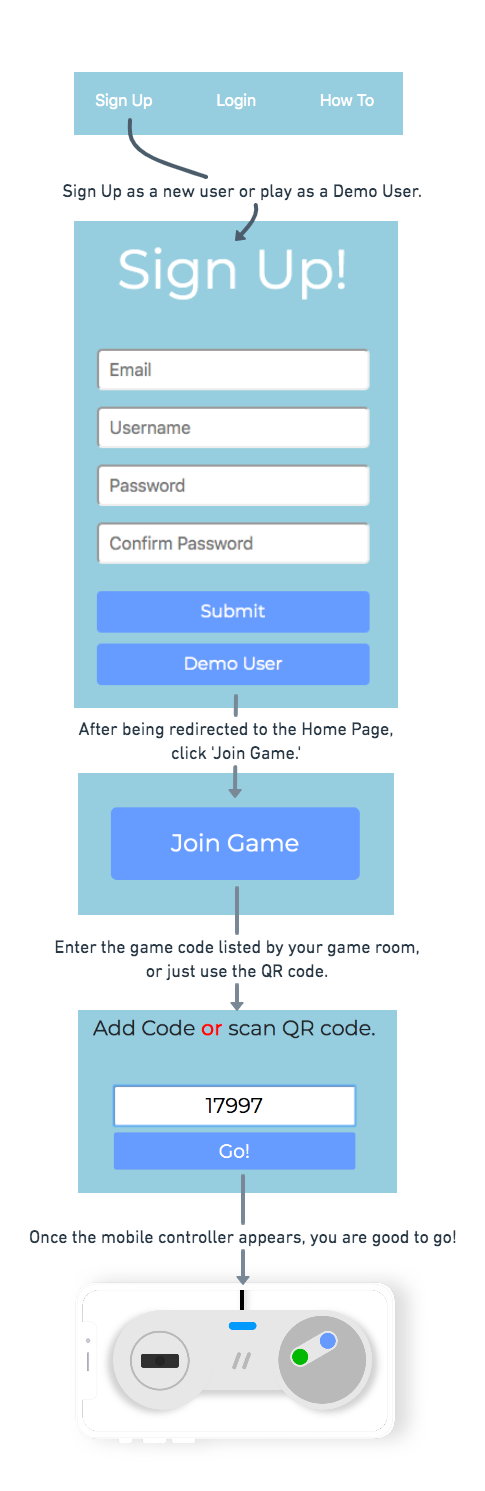 Sign Up Login How To
Sign Up as a new user or play as a Demo User.
Sign Up!
Email
Username
Password
Confirm Password
Submit
Demo User
After being redirected to the Home Page,
click 'Join Game.'
Join Game
Enter the game code listed by your game room,
or just use the QR code.
Add Code or scan QR code.
17997
Go!
Once the mobile controller appears, you are good to go!